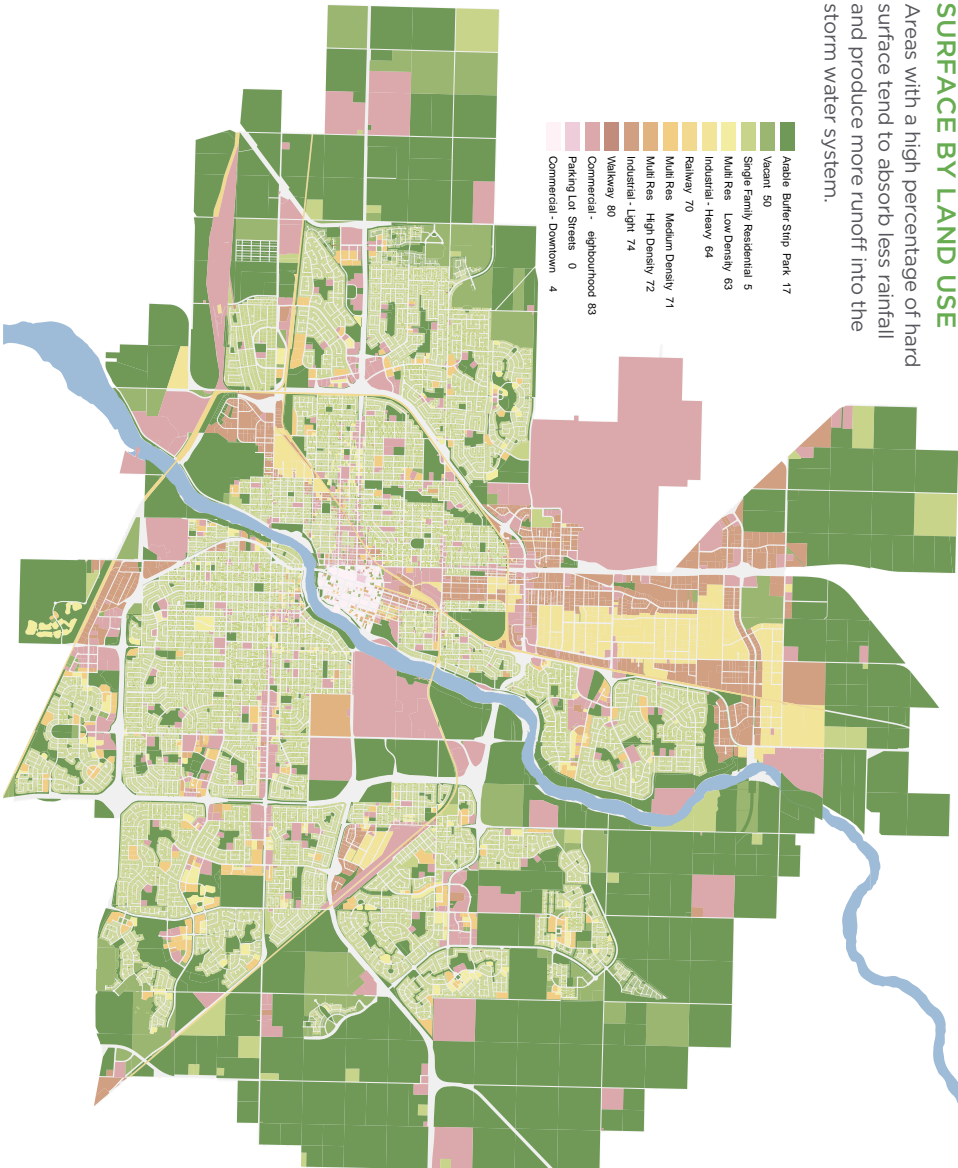 SURFACE BY LAND USE
Areas with a high percentage of hard
surface tend to absorb less rainfall
and produce more runoff into the
storm water system.
Arable Buffer Strip Park 17
Vacant 50
Single Family Residential 5
Multi Res Low Density 63
Industrial - Heavy 64
Railway 70
Multi Res Medium Density 71
Multi Res High Density 72
Industrial - Light 74
Walkway 80
Commercial - eighbourhood 83
Parking Lot Streets 0
Commercial - Downtown 4